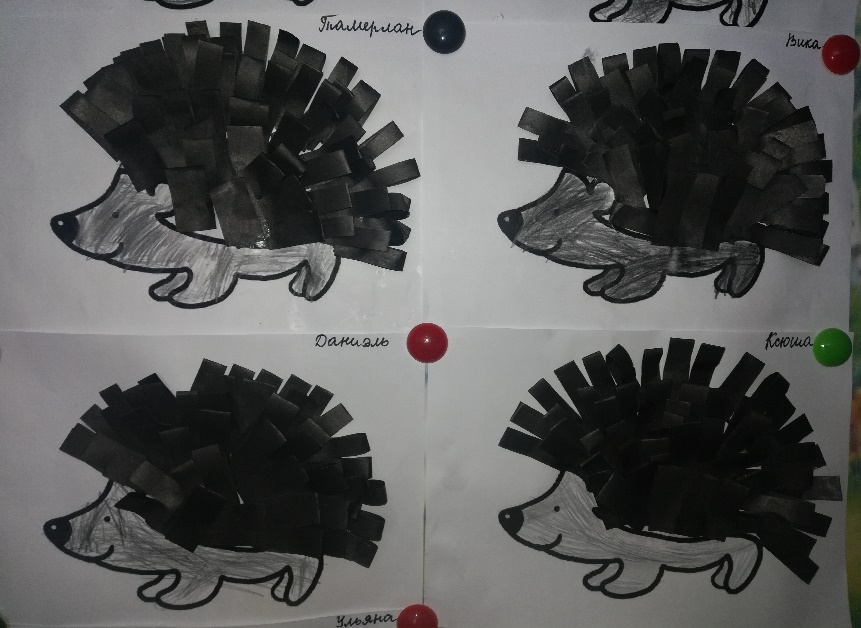 Тамерлан
Вика
Даниэль
Ксюша
Ульяна